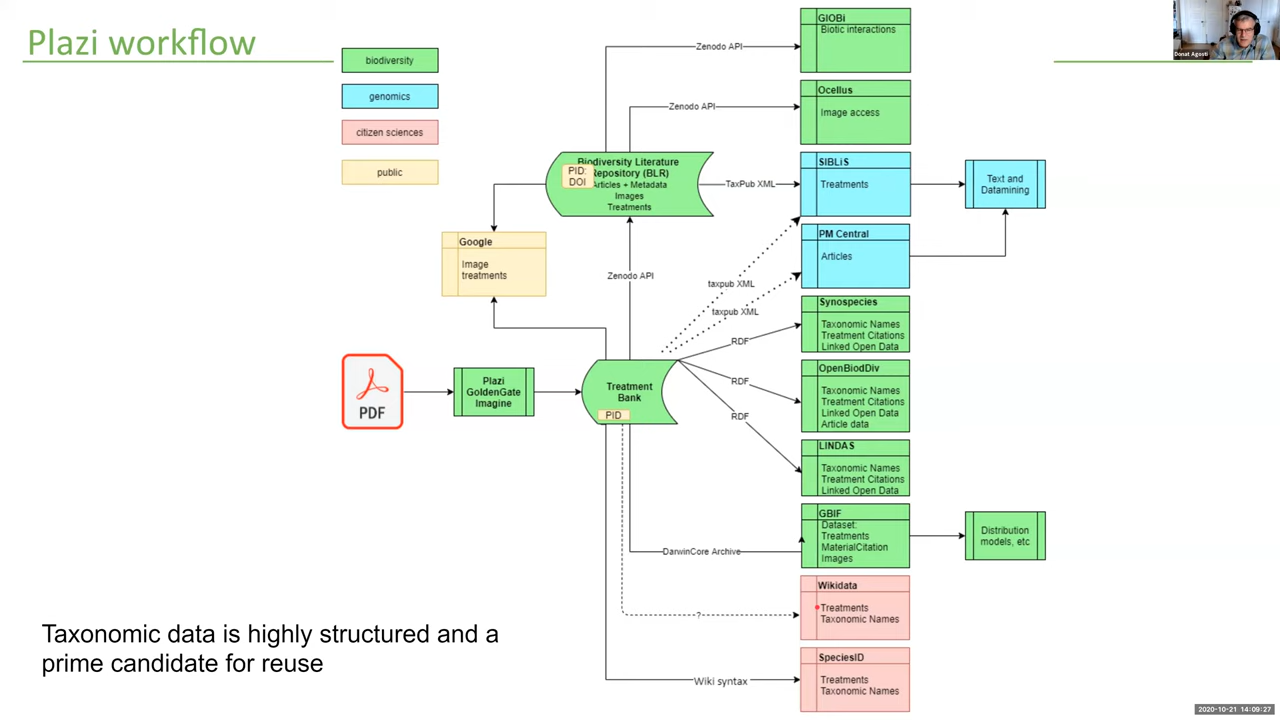 Plazi workflow
biodiversity
genomics
citizen sciences
public
GlOBi
Biotic interactions
Zenodo API
Ocellus
Image access
Zenodo API
Biodiversity Literature
Repository (BLR)
PID:
DOI
Articles + Metadata
Images
Treatments
TaxPub XML
SIBLiS
Treatments
Text and
Datamining
PM Central
Articles
Google
Image
treatments
Zenodo API
taxpub XML
taxpub XML
Synospecies
Taxonomic Names
Treatment Citations
Linked Open Data
RDF
OpenBiodDiv
Taxonomic Names
Treatment Citations
Linked Open Data
Article data
RDF
RDF
PDF
Plazi
GoldenGate
Imagine
Treatment
Bank
PID
LINDAS
Taxonomic Names
Treatment Citations
Linked Open Data
GBIF
Dataset:
Treatments
MaterialCitation
Images
DarwinCore Archive
Distribution
models, etc
Wikidata
Treatments
Taxonomic Names
?
SpeciesID
Treatments
Taxonomic Names
Wiki syntax
Taxonomic data is highly structured and a
prime candidate for reuse
Donat Agosti
2020-10-21 14:09:27